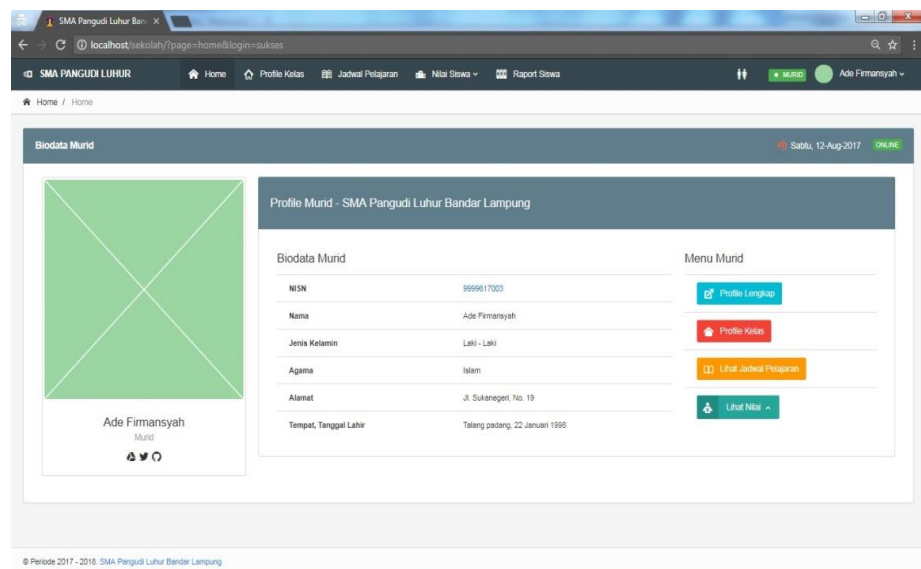 SMA Pangudi Luhur Ban
localhost/sekolah/?page=home&login=sukses
SMA PANGUDI LUHUR Home Profile Kelas Jadwal Pelajaran Nilai Siswa Raport Siswa MURID Ade Firmansyah
Home / Home
Biodata Murid Sabtu, 12-Aug-2017 ONLINE
Profile Murid - SMA Pangudi Luhur Bandar Lampung
Biodata Murid
NISN 9999617003
Nama Ade Firmansyah
Jenis Kelamin Laki - Laki
Agama Islam
Alamat Jl. Sukanegeri, No. 19
Tempat, Tanggal Lahir Talang padang, 22 Januari 1998
Menu Murid
Profile Lengkap
Profile Kelas
Lihat Jadwal Pelajaran
Lihat Nilai
Ade Firmansyah
Murid
© Periode 2017 - 2018. SMA Pangudi Luhur Bandar Lampung